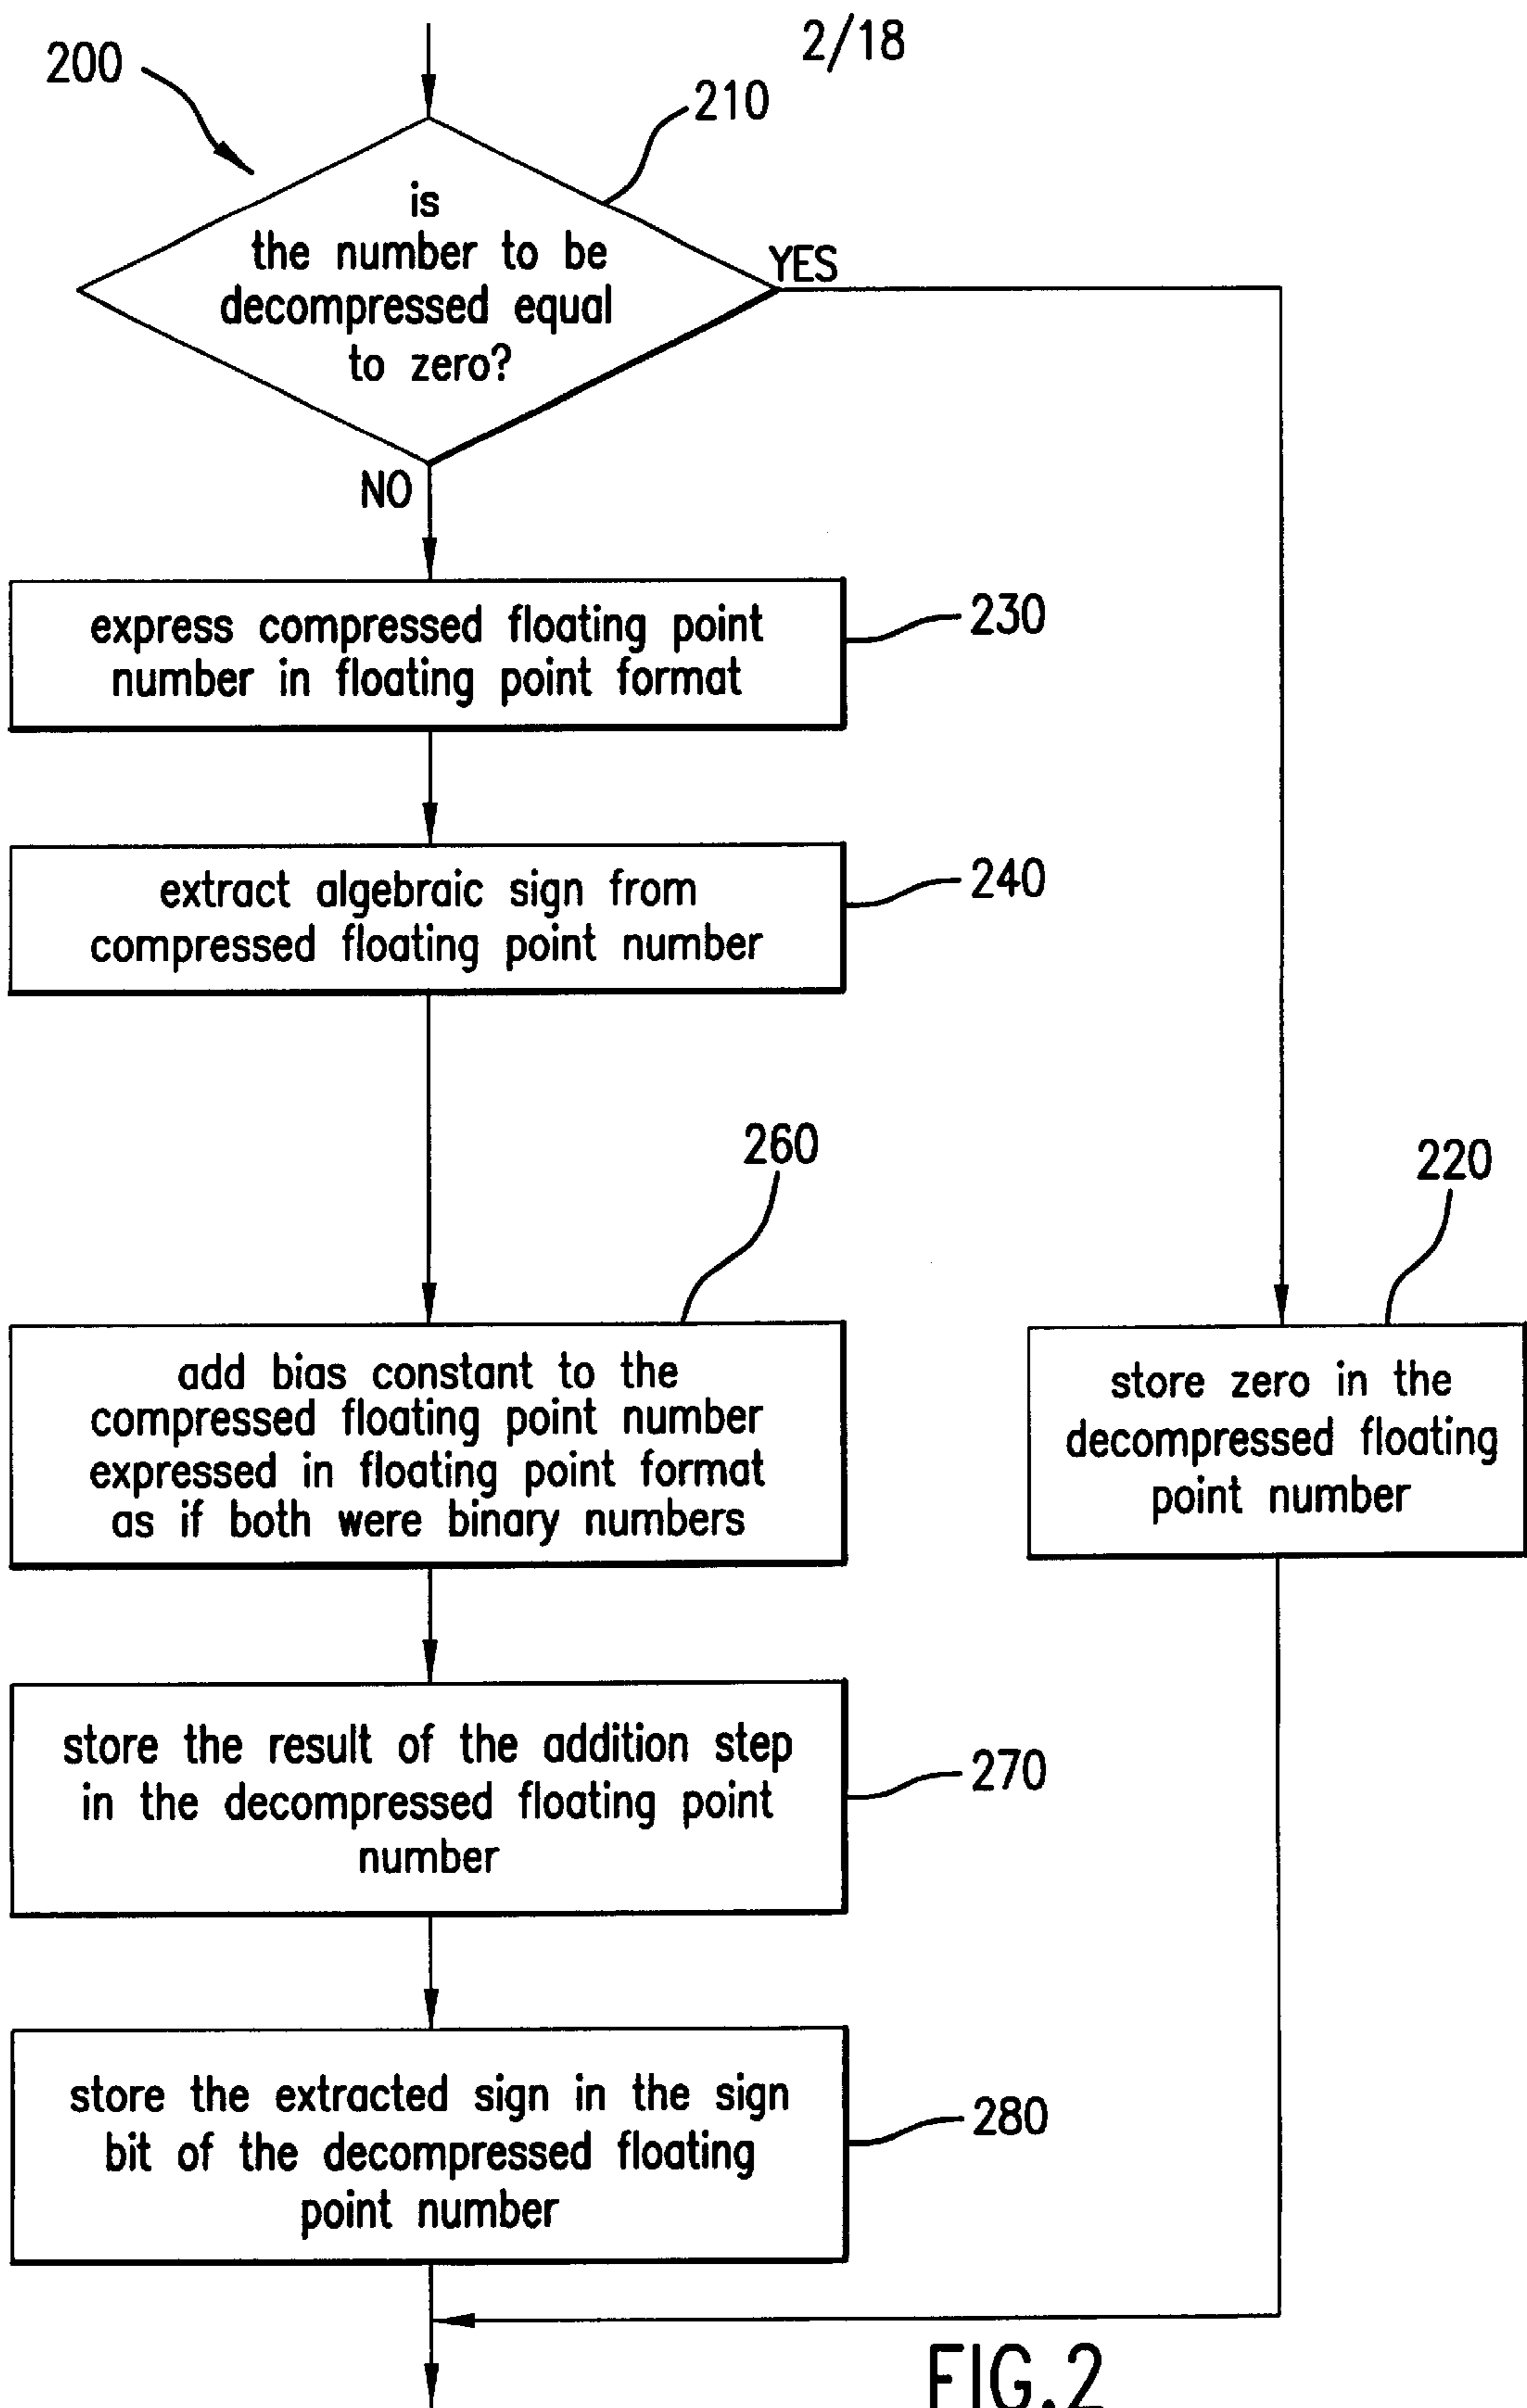 2/18
200
210
is
the number to be
decompressed equal
to zero?
YES
NO
express compressed floating point
number in floating point format
230
extract algebraic sign from
compressed floating point number
240
260
220
add bias constant to the
compressed floating point number
expressed in floating point format
as if both were binary numbers
store zero in the
decompressed floating
point number
store the result of the addition step
in the decompressed floating point
number
270
store the extracted sign in the sign
bit of the decompressed floating
point number
280
FIG.2